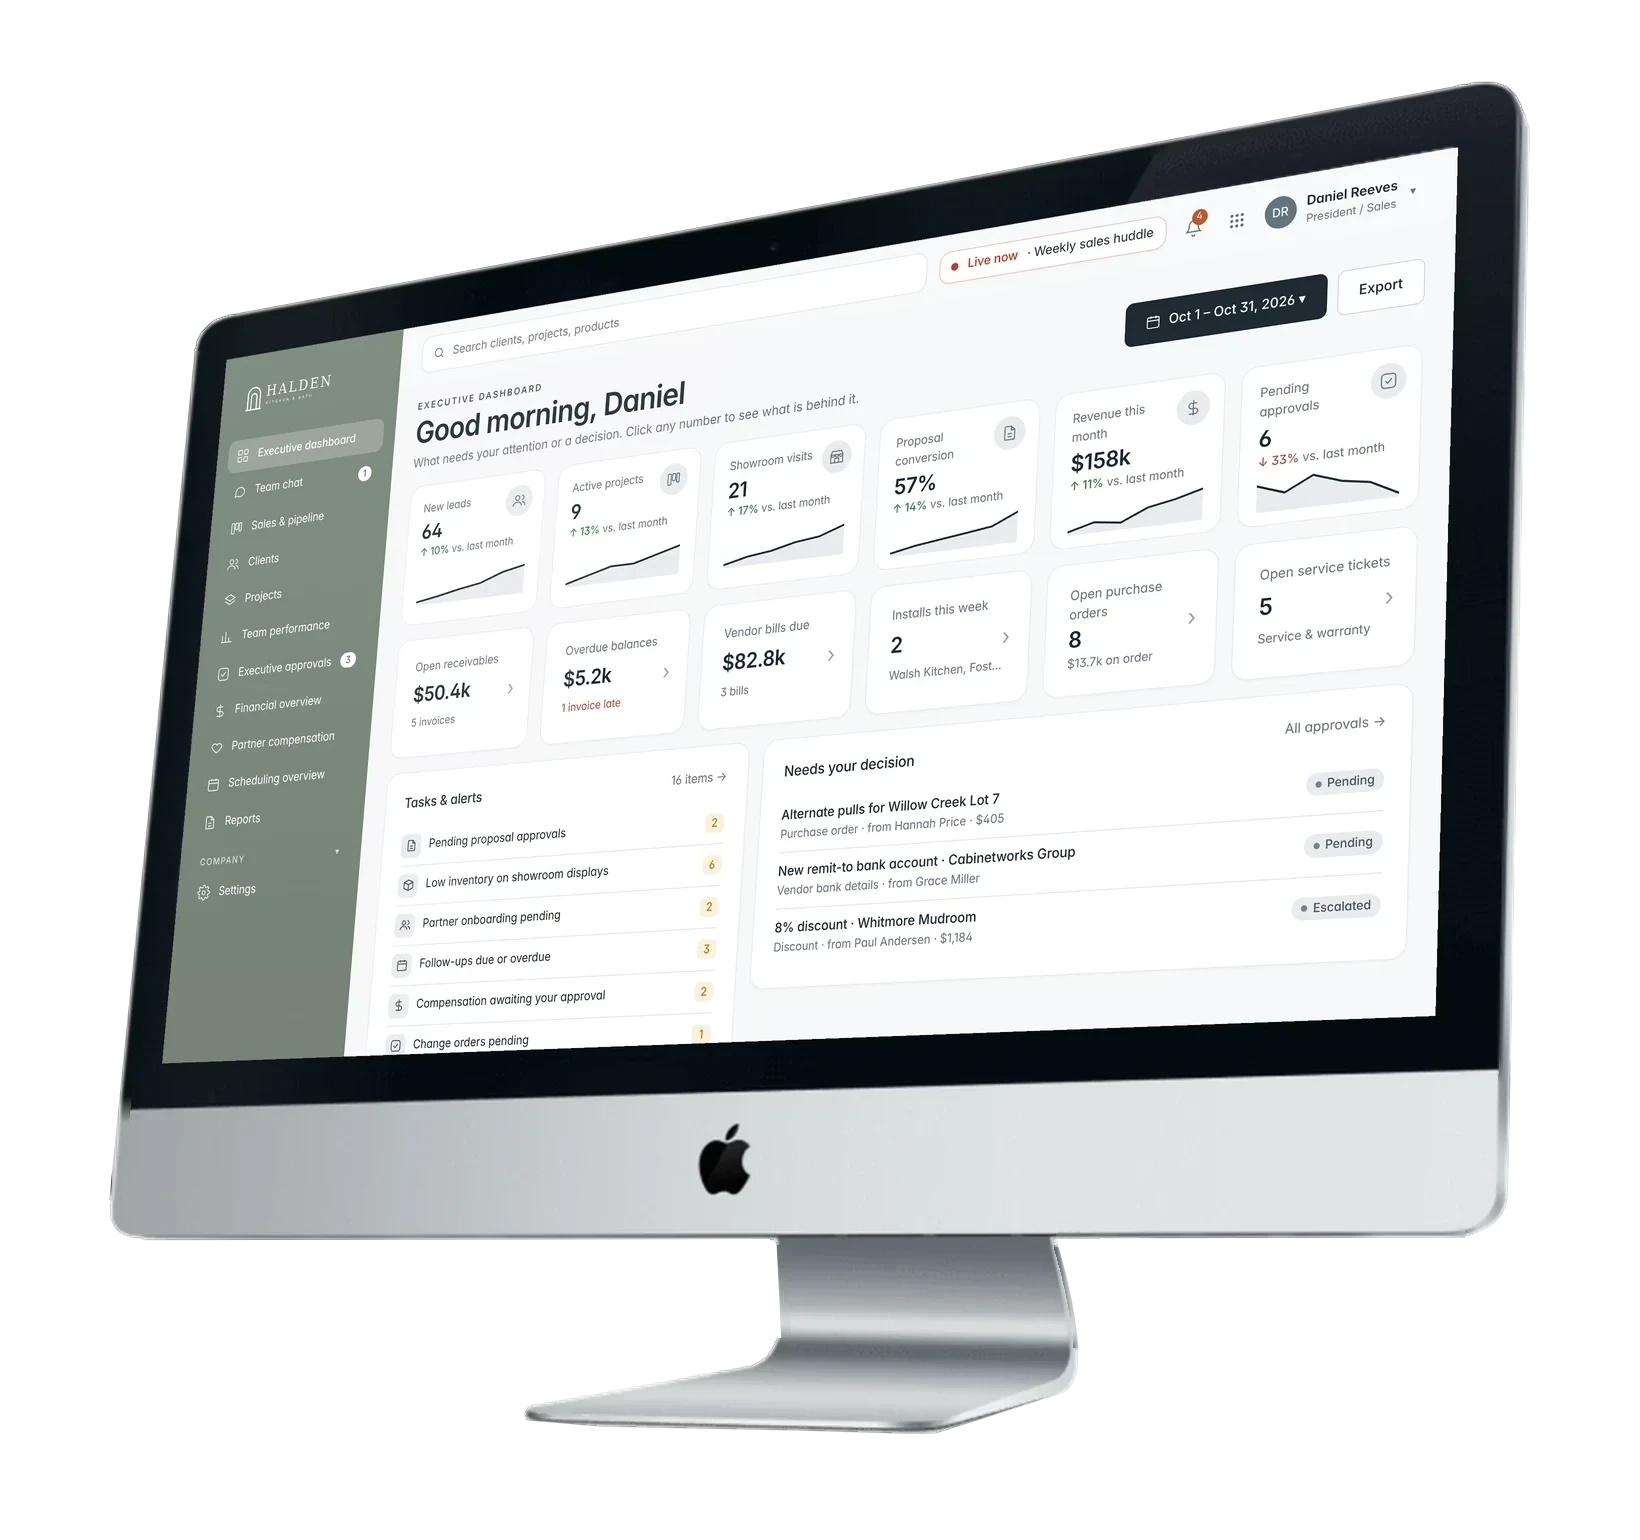 HALDEN
KITCHEN & BATH
Executive dashboard
Team chat
1
Sales & pipeline
Clients
Projects
Team performance
Executive approvals
3
Financial overview
Partner compensation
Scheduling overview
Reports
COMPANY
Settings
Search clients, projects, products
Live now · Weekly sales huddle
4
DR
Daniel Reeves
President / Sales
EXECUTIVE DASHBOARD
Good morning, Daniel
What needs your attention or a decision. Click any number to see what is behind it.
Oct 1 – Oct 31, 2026
Export
New leads
64
↑ 10% vs. last month
Active projects
9
↑ 13% vs. last month
Showroom visits
21
↑ 17% vs. last month
Proposal
conversion
57%
↑ 14% vs. last month
Revenue this
month
$158k
↑ 11% vs. last month
Pending
approvals
6
↓ 33% vs. last month
Open receivables
$50.4k
5 invoices
Overdue balances
$5.2k
1 invoice late
Vendor bills due
$82.8k
3 bills
Installs this week
2
Walsh Kitchen, Fost...
Open purchase
orders
8
$13.7k on order
Open service tickets
5
Service & warranty
Tasks & alerts
16 items →
Pending proposal approvals
2
Low inventory on showroom displays
6
Partner onboarding pending
2
Follow-ups due or overdue
3
Compensation awaiting your approval
2
Change orders pending
1
Needs your decision
All approvals →
Alternate pulls for Willow Creek Lot 7
Purchase order · from Hannah Price · $405
Pending
New remit-to bank account · Cabinetworks Group
Vendor bank details · from Grace Miller
Pending
8% discount · Whitmore Mudroom
Discount · from Paul Andersen · $1,184
Escalated